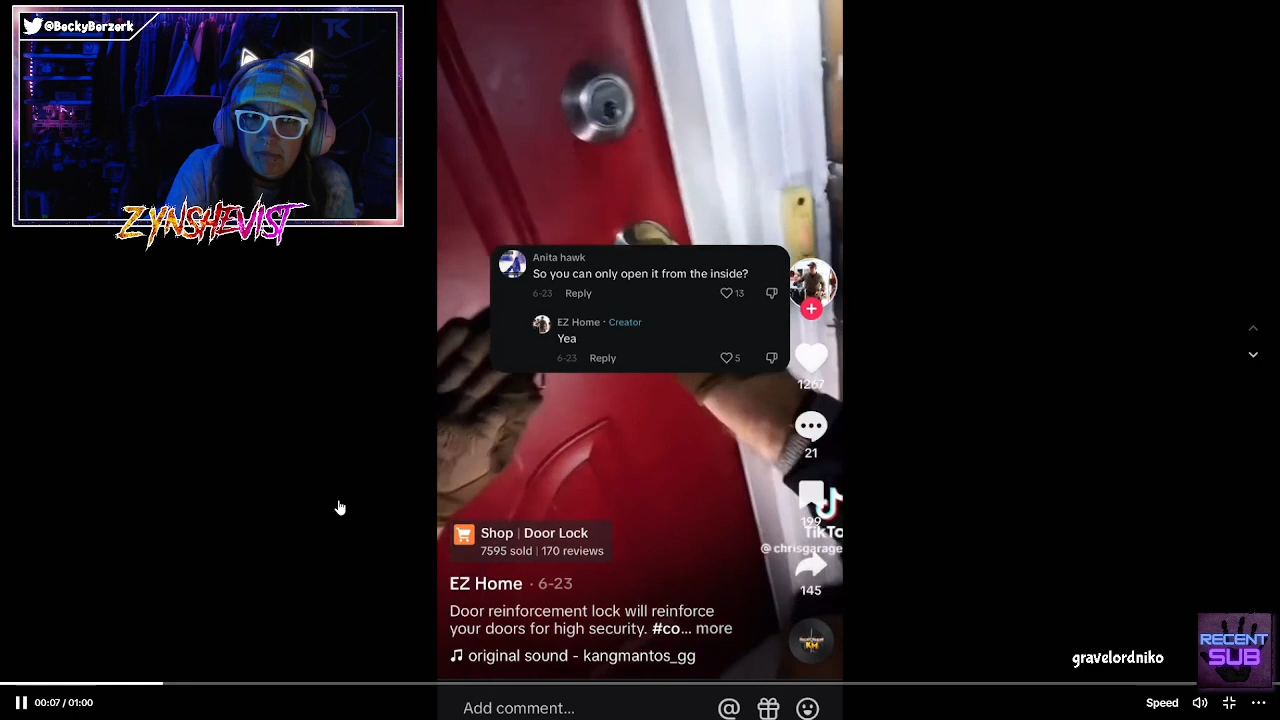 @BeckyBerzerk
ZYNSHEVIST
Anita hawk
So you can only open it from the inside?
6-23 Reply 13
EZ Home · Creator
Yea
6-23 Reply 5
1267
21
199
TikTo
@chrisgarage
145
Shop | Door Lock
7595 sold | 170 reviews
EZ Home · 6-23
Door reinforcement lock will reinforce
your doors for high security. #co... more
original sound - kangmantos_gg
Add comment...
RECENT
SUB
gravelordniko
00:07 / 01:00
Speed